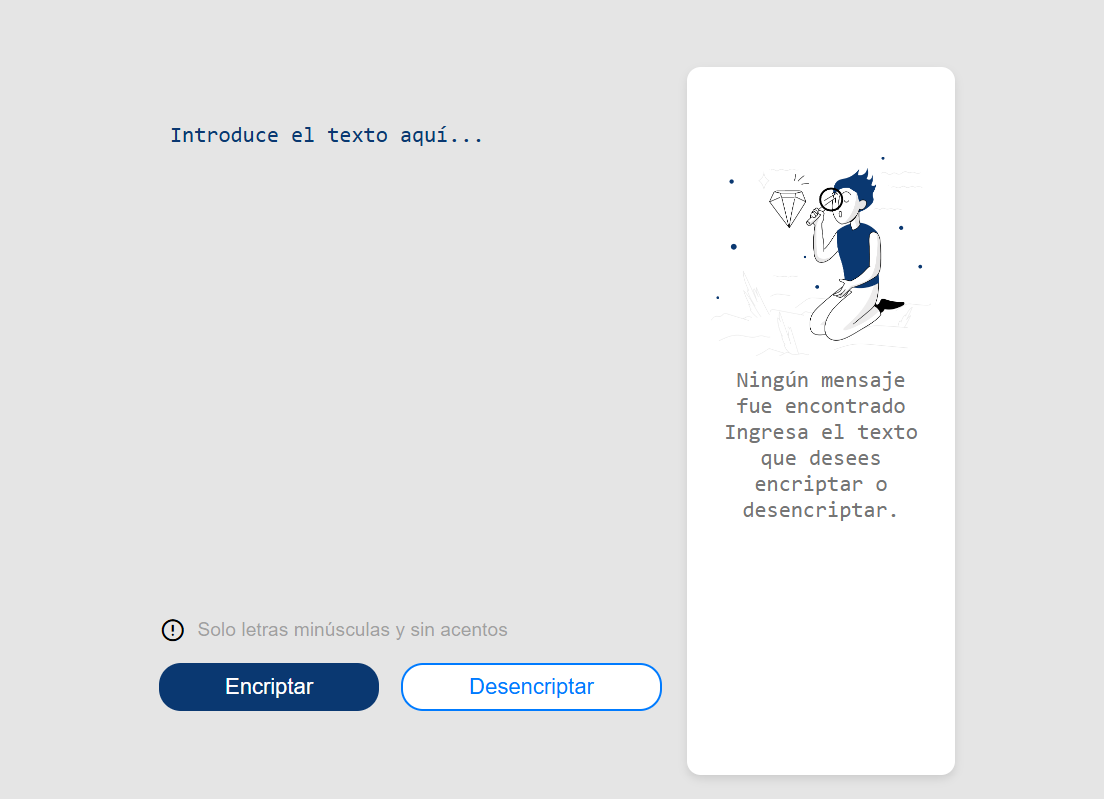 Introduce el texto aquí...
Solo letras minúsculas y sin acentos
Encriptar
Desencriptar
Ningún mensaje
fue encontrado
Ingresa el texto
que desees
encriptar o
desencriptar.